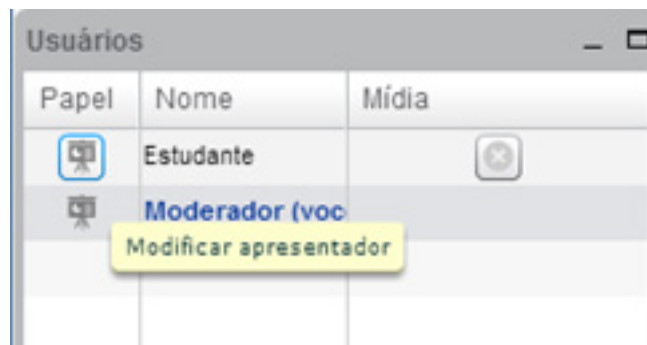 Usuários
Papel Nome Mídia
Estudante
Moderador (voc
Modificar apresentador